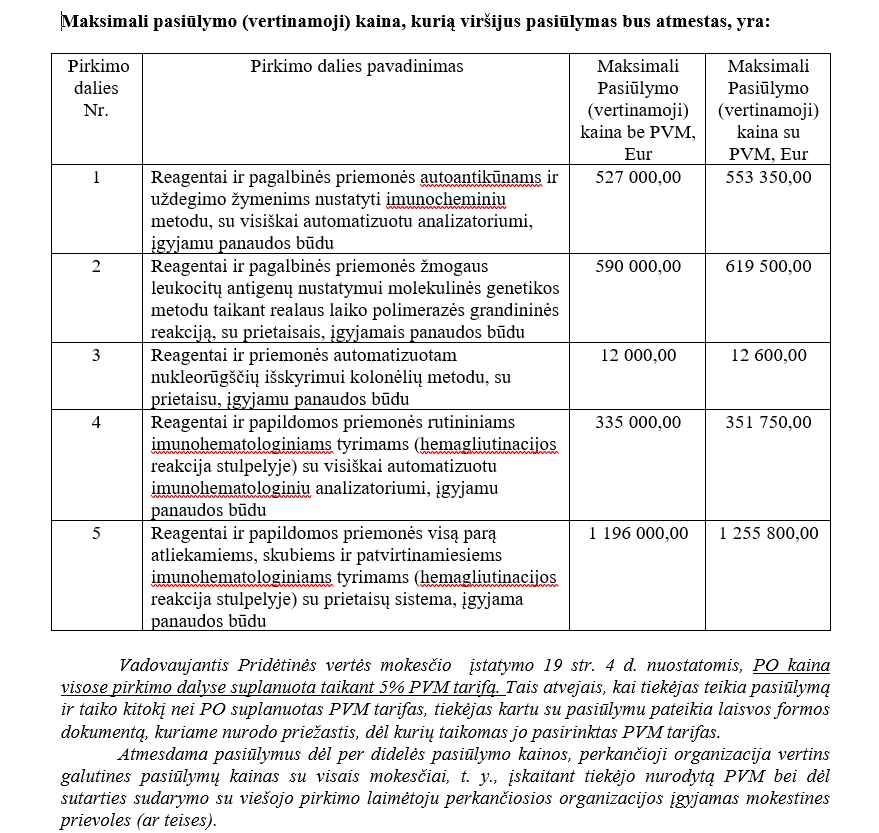 Maksimali pasiūlymo (vertinamoji) kaina, kurią viršijus pasiūlymas bus atmestas, yra:
Pirkimo
dalies
Nr.
Pirkimo dalies pavadinimas
Maksimali
Pasiūlymo
(vertinamoji)
kaina be PVM,
Eur
Maksimali
Pasiūlymo
(vertinamoji)
kaina su
PVM, Eur
1
Reagentai ir pagalbinės priemonės autoantikūnams ir
uždegimo žymenims nustatyti imunocheminiu
metodu, su visiškai automatizuotu analizatoriumi,
įgyjamu panaudos būdu
527 000,00
553 350,00
2
Reagentai ir pagalbinės priemonės žmogaus
leukocitų antigenų nustatymui molekulinės genetikos
metodu taikant realaus laiko polimerazės grandininės
reakciją, su prietaisais, įgyjamais panaudos būdu
590 000,00
619 500,00
3
Reagentai ir priemonės automatizuotam
nukleorūgščių išskyrimui kolonėlių metodu, su
prietaisu, įgyjamu panaudos būdu
12 000,00
12 600,00
4
Reagentai ir papildomos priemonės rutininiams
imunohematologiniams tyrimams (hemagliutinacijos
reakcija stulpelyje) su visiškai automatizuotu
imunohematologiniu analizatoriumi, įgyjamu
panaudos būdu
335 000,00
351 750,00
5
Reagentai ir papildomos priemonės visą parą
atliekamiems, skubiems ir patvirtinamiesiems
imunohematologiniams tyrimams (hemagliutinacijos
reakcija stulpelyje) su prietaisų sistema, įgyjama
panaudos būdu
1 196 000,00
1 255 800,00
Vadovaujantis Pridėtinės vertės mokesčio įstatymo 19 str. 4 d. nuostatomis, PO kaina
visose pirkimo dalyse suplanuota taikant 5% PVM tarifą. Tais atvejais, kai tiekėjas teikia pasiūlymą
ir taiko kitokį nei PO suplanuotas PVM tarifas, tiekėjas kartu su pasiūlymu pateikia laisvos formos
dokumentą, kuriame nurodo priežastis, dėl kurių taikomas jo pasirinktas PVM tarifas.
Atmesdama pasiūlymus dėl per didelės pasiūlymo kainos, perkančioji organizacija vertins
galutines pasiūlymų kainas su visais mokesčiai, t. y., įskaitant tiekėjo nurodytą PVM bei dėl
sutarties sudarymo su viešojo pirkimo laimėtoju perkančiosios organizacijos įgyjamas mokestines
prievoles (ar teises).